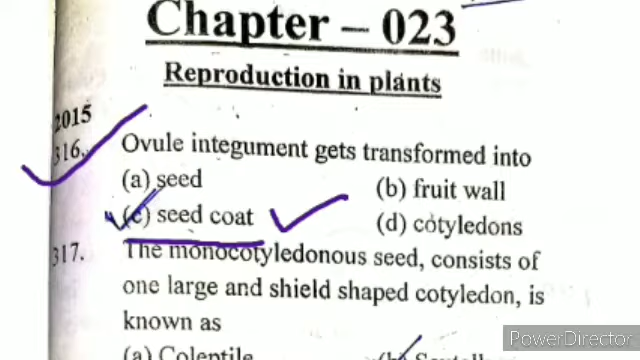 Chapter – 023
Reproduction in plants
2015
316. Ovule integument gets transformed into
(a) seed (b) fruit wall
(c) seed coat (d) cotyledons
317. The monocotyledonous seed, consists of
one large and shield shaped cotyledon, is
known as
(a) Coleptile (b)
PowerDirector